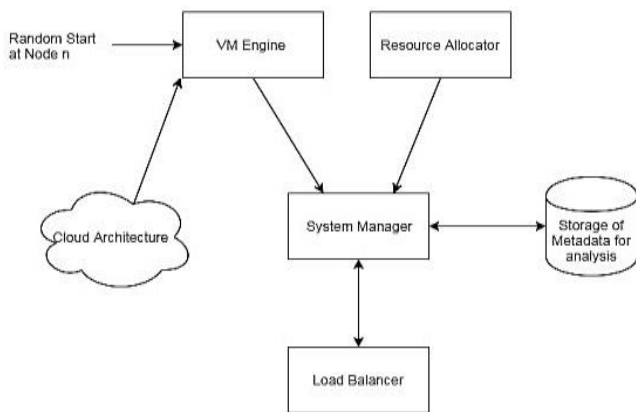 Random Start
at Node n
VM Engine
Resource Allocator
Cloud Architecture
System Manager
Storage of
Metadata for
analysis
Load Balancer